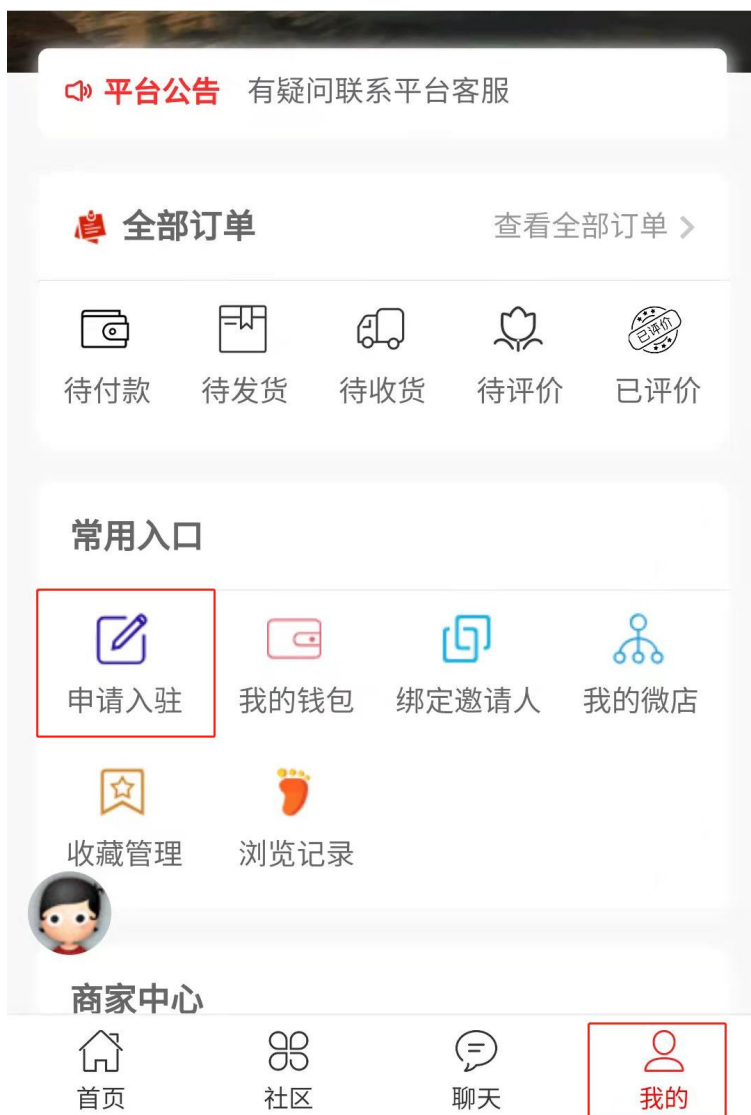 平台公告 有疑问联系平台客服
全部订单 查看全部订单
已评价
待付款 待发货 待收货 待评价 已评价
常用入口
申请入驻 我的钱包 绑定邀请人 我的微店
收藏管理 浏览记录
商家中心
首页 社区 聊天 我的